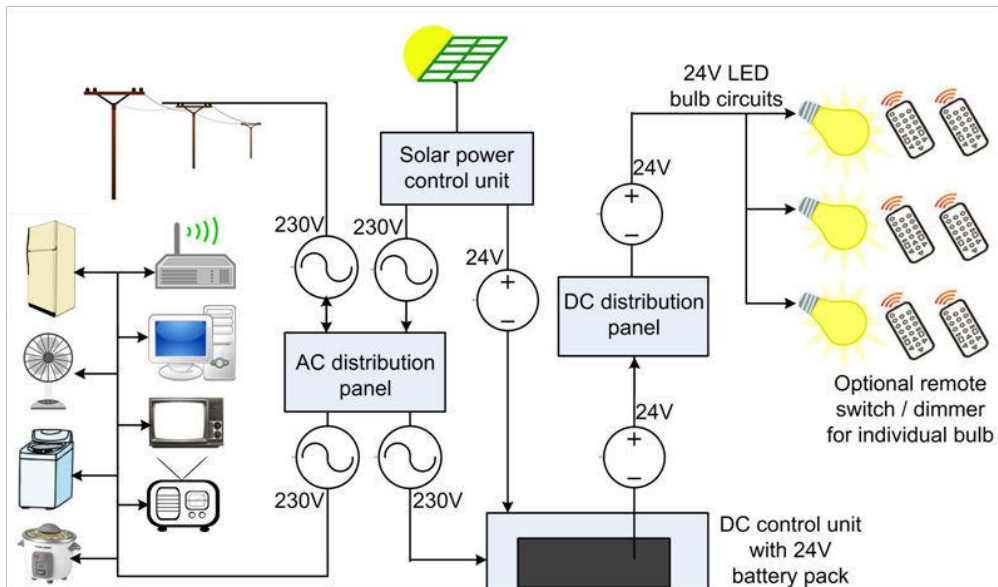 24V LED
bulb circuits
Solar power
control unit
24V
230V
230V
24V
DC distribution
panel
AC distribution
panel
24V
Optional remote
switch / dimmer
for individual bulb
230V
230V
DC control unit
with 24V
battery pack